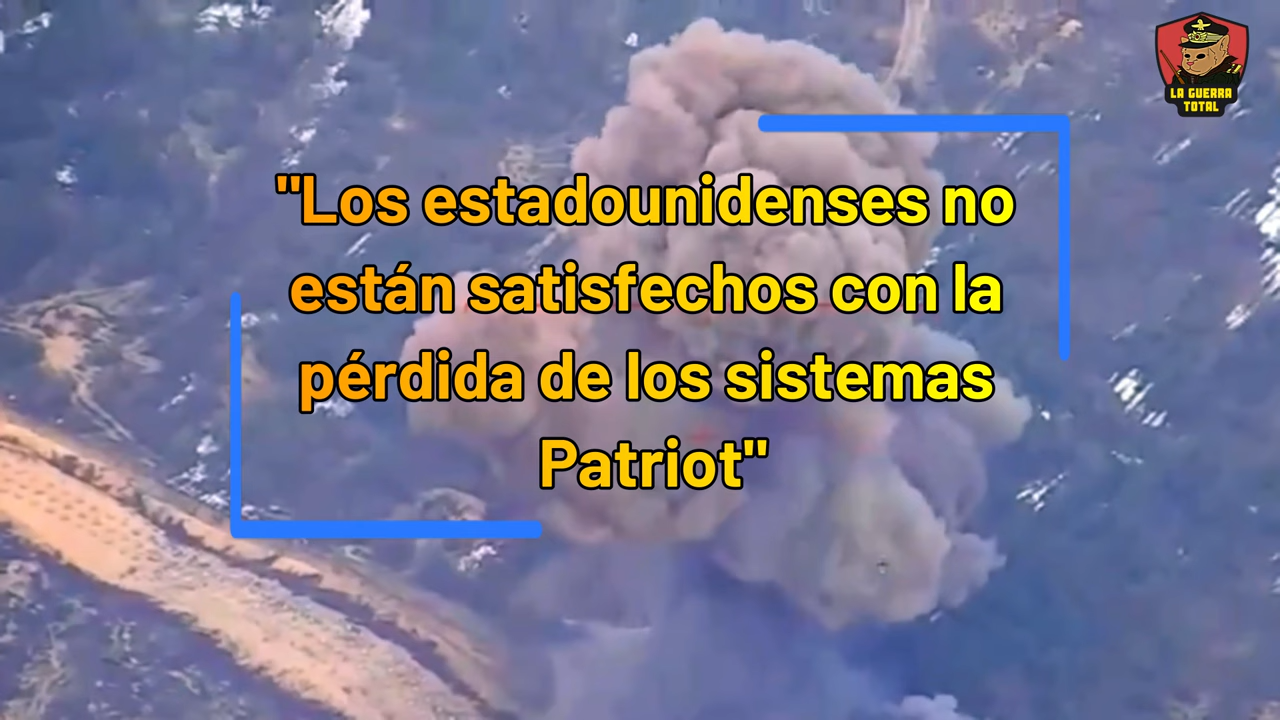 LA GUERRA
TOTAL
"Los estadounidenses no
están satisfechos con la
pérdida de los sistemas
Patriot"